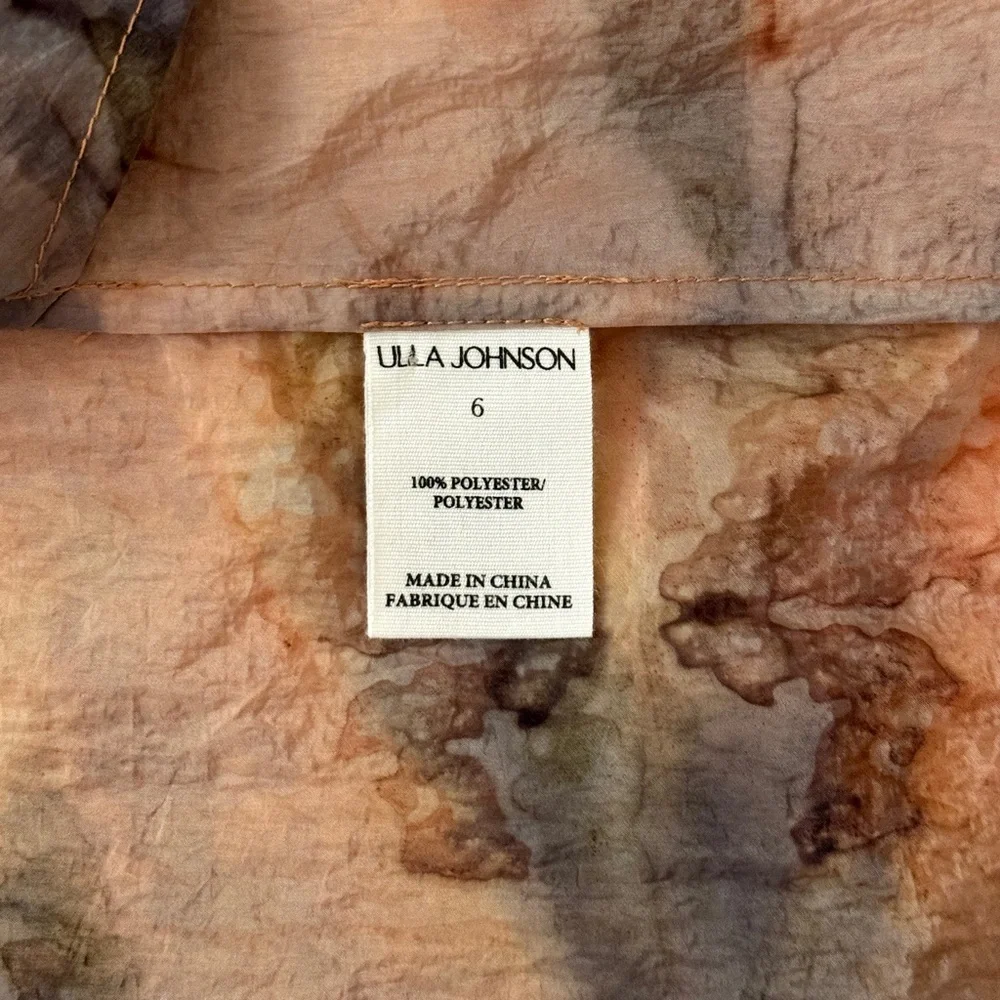 ULLA JOHNSON
6
100% POLYESTER/
POLYESTER
MADE IN CHINA
FABRIQUE EN CHINE